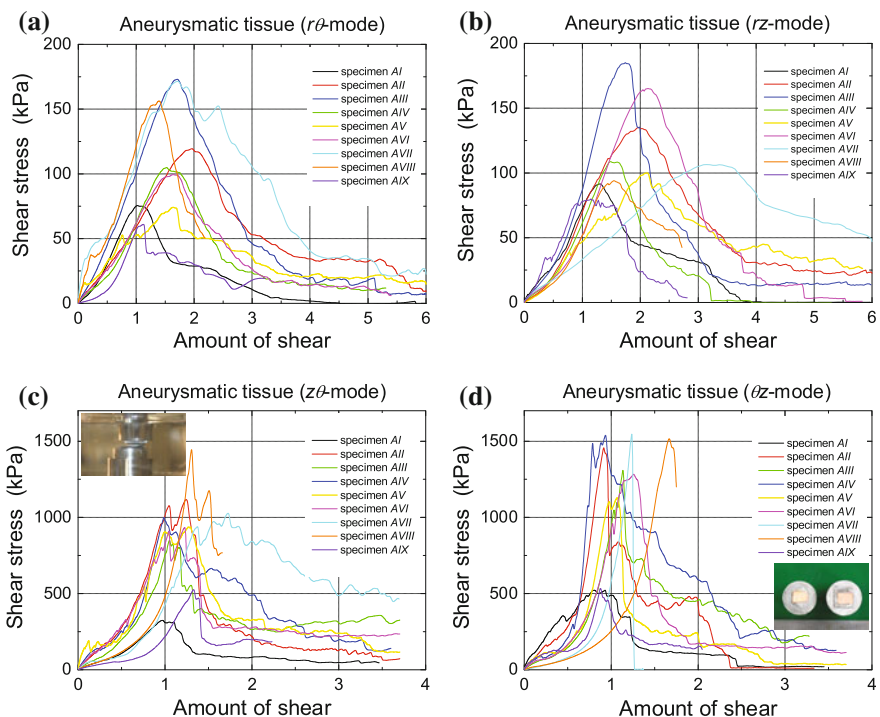 (a) Aneurysmatic tissue (rθ-mode)
200
150
100
50
0
Shear stress (kPa)
specimen AI
specimen AII
specimen AIII
specimen AIV
specimen AV
specimen AVI
specimen AVII
specimen AVIII
specimen AIX
0 1 2 3 4 5 6
Amount of shear
(b) Aneurysmatic tissue (rz-mode)
200
150
100
50
0
Shear stress (kPa)
specimen AI
specimen AII
specimen AIII
specimen AIV
specimen AV
specimen AVI
specimen AVII
specimen AVIII
specimen AIX
0 1 2 3 4 5 6
Amount of shear
(c) Aneurysmatic tissue (zθ-mode)
1500
1000
500
0
Shear stress (kPa)
specimen AI
specimen AII
specimen AIII
specimen AIV
specimen AV
specimen AVI
specimen AVII
specimen AVIII
specimen AIX
0 1 2 3 4
Amount of shear
(d) Aneurysmatic tissue (θz-mode)
1500
1000
500
0
Shear stress (kPa)
specimen AI
specimen AII
specimen AIII
specimen AIV
specimen AV
specimen AVI
specimen AVII
specimen AVIII
specimen AIX
0 1 2 3 4
Amount of shear